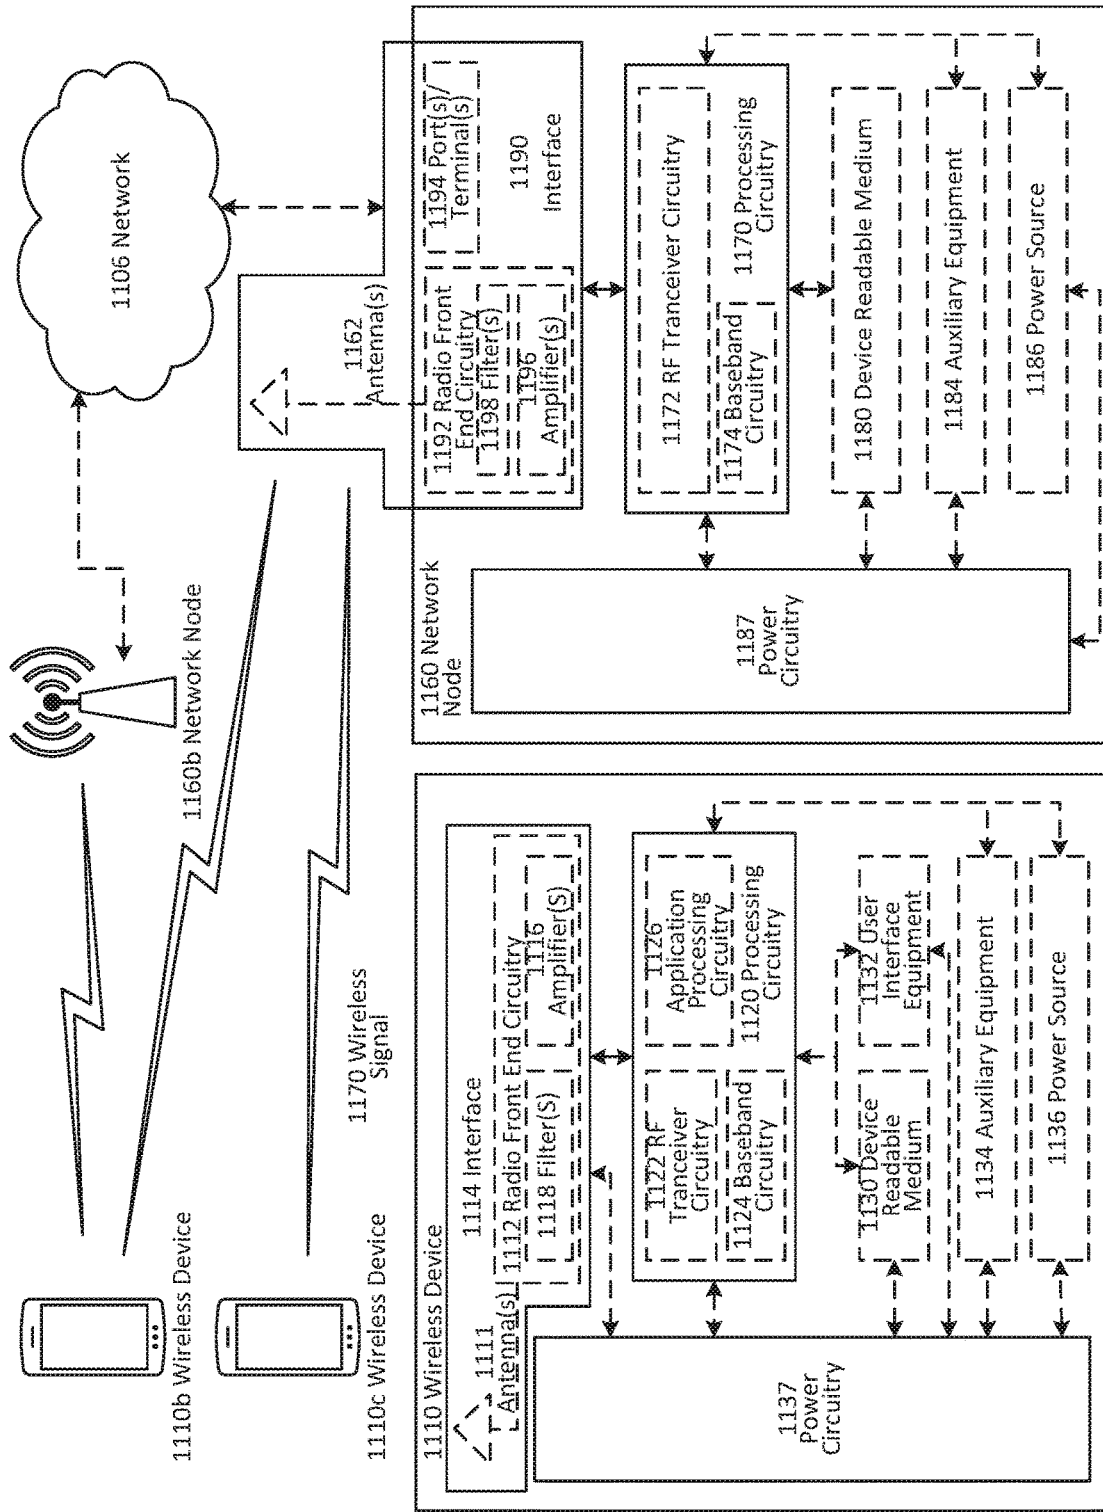 1106 Network
1160b Network Node
1110b Wireless Device
1110c Wireless Device
1170 Wireless
Signal
1110 Wireless Device
1111
Antenna(s)
1114 Interface
1112 Radio Front End Circuitry
1118 Filter(S)
1116
Amplifier(S)
1122 RF
Tranceiver
Circuitry
1126
Application
Processing
Circuitry
1124 Baseband
Circuitry
1120 Processing
Circuitry
1130 Device
Readable
Medium
1132 User
Interface
Equipment
1134 Auxiliary Equipment
1136 Power Source
1137
Power
Circuitry
1160 Network
Node
1162
Antenna(s)
1192 Radio Front
End Circuitry
1198 Filter(s)
1196
Amplifier(s)
1194 Port(s)/
Terminal(s)
1190
Interface
1172 RF Tranceiver Circuitry
1174 Baseband
Circuitry
1170 Processing
Circuitry
1180 Device Readable Medium
1184 Auxiliary Equipment
1186 Power Source
1187
Power
Circuitry